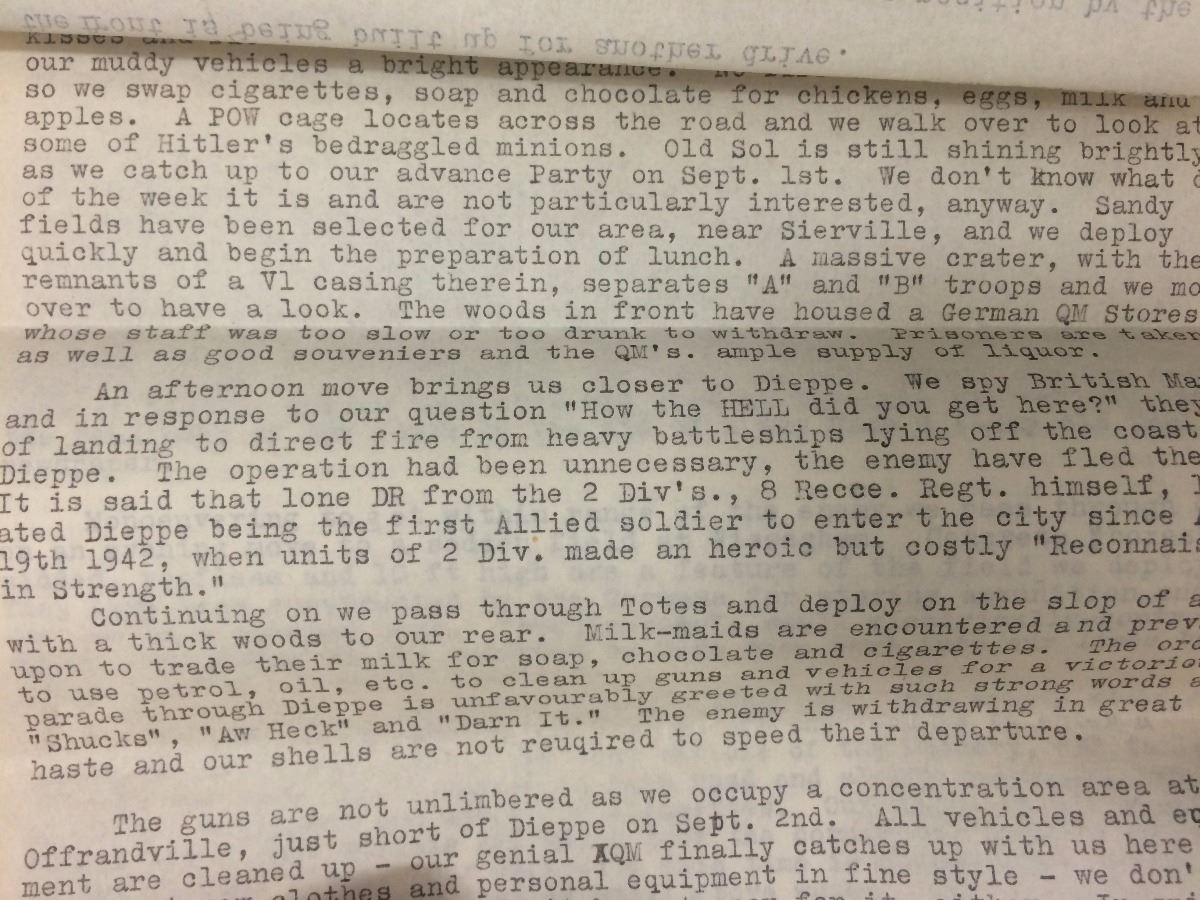 position by the
the front is being built up for another drive.
kisses and
our muddy vehicles a bright appearance. No
so we swap cigarettes, soap and chocolate for chickens, eggs, milk and
apples. A POW cage locates across the road and we walk over to look at
some of Hitler's bedraggled minions. Old Sol is still shining brightly
as we catch up to our advance Party on Sept. 1st. We don't know what
of the week it is and are not particularly interested, anyway. Sandy
fields have been selected for our area, near Sierville, and we deploy
quickly and begin the preparation of lunch. A massive crater, with the
remnants of a V1 casing therein, separates "A" and "B" troops and we mo
over to have a look. The woods in front have housed a German QM Stores
whose staff was too slow or too drunk to withdraw. Prisoners are taken
as well as good souveniers and the QM's. ample supply of liquor.
An afternoon move brings us closer to Dieppe. We spy British Ma
and in response to our question "How the HELL did you get here?" they
of landing to direct fire from heavy battleships lying off the coast
Dieppe. The operation had been unnecessary, the enemy have fled the
It is said that lone DR from the 2 Div's., 8 Recce. Regt. himself,
ated Dieppe being the first Allied soldier to enter the city since
19th 1942, when units of 2 Div. made an heroic but costly "Reconnais
in Strength."
Continuing on we pass through Totes and deploy on the slop of a
with a thick woods to our rear. Milk-maids are encountered and prev
upon to trade their milk for soap, chocolate and cigarettes. The ord
to use petrol, oil, etc. to clean up guns and vehicles for a victorio
parade through Dieppe is unfavourably greeted with such strong words a
"Shucks", "Aw Heck" and "Darn It." The enemy is withdrawing in great
haste and our shells are not reuqired to speed their departure.
The guns are not unlimbered as we occupy a concentration area at
Offrandville, just short of Dieppe on Sept. 2nd. All vehicles and eq
ment are cleaned up - our genial QM finally catches up with us here
clothes and personal equipment in fine style - we don'